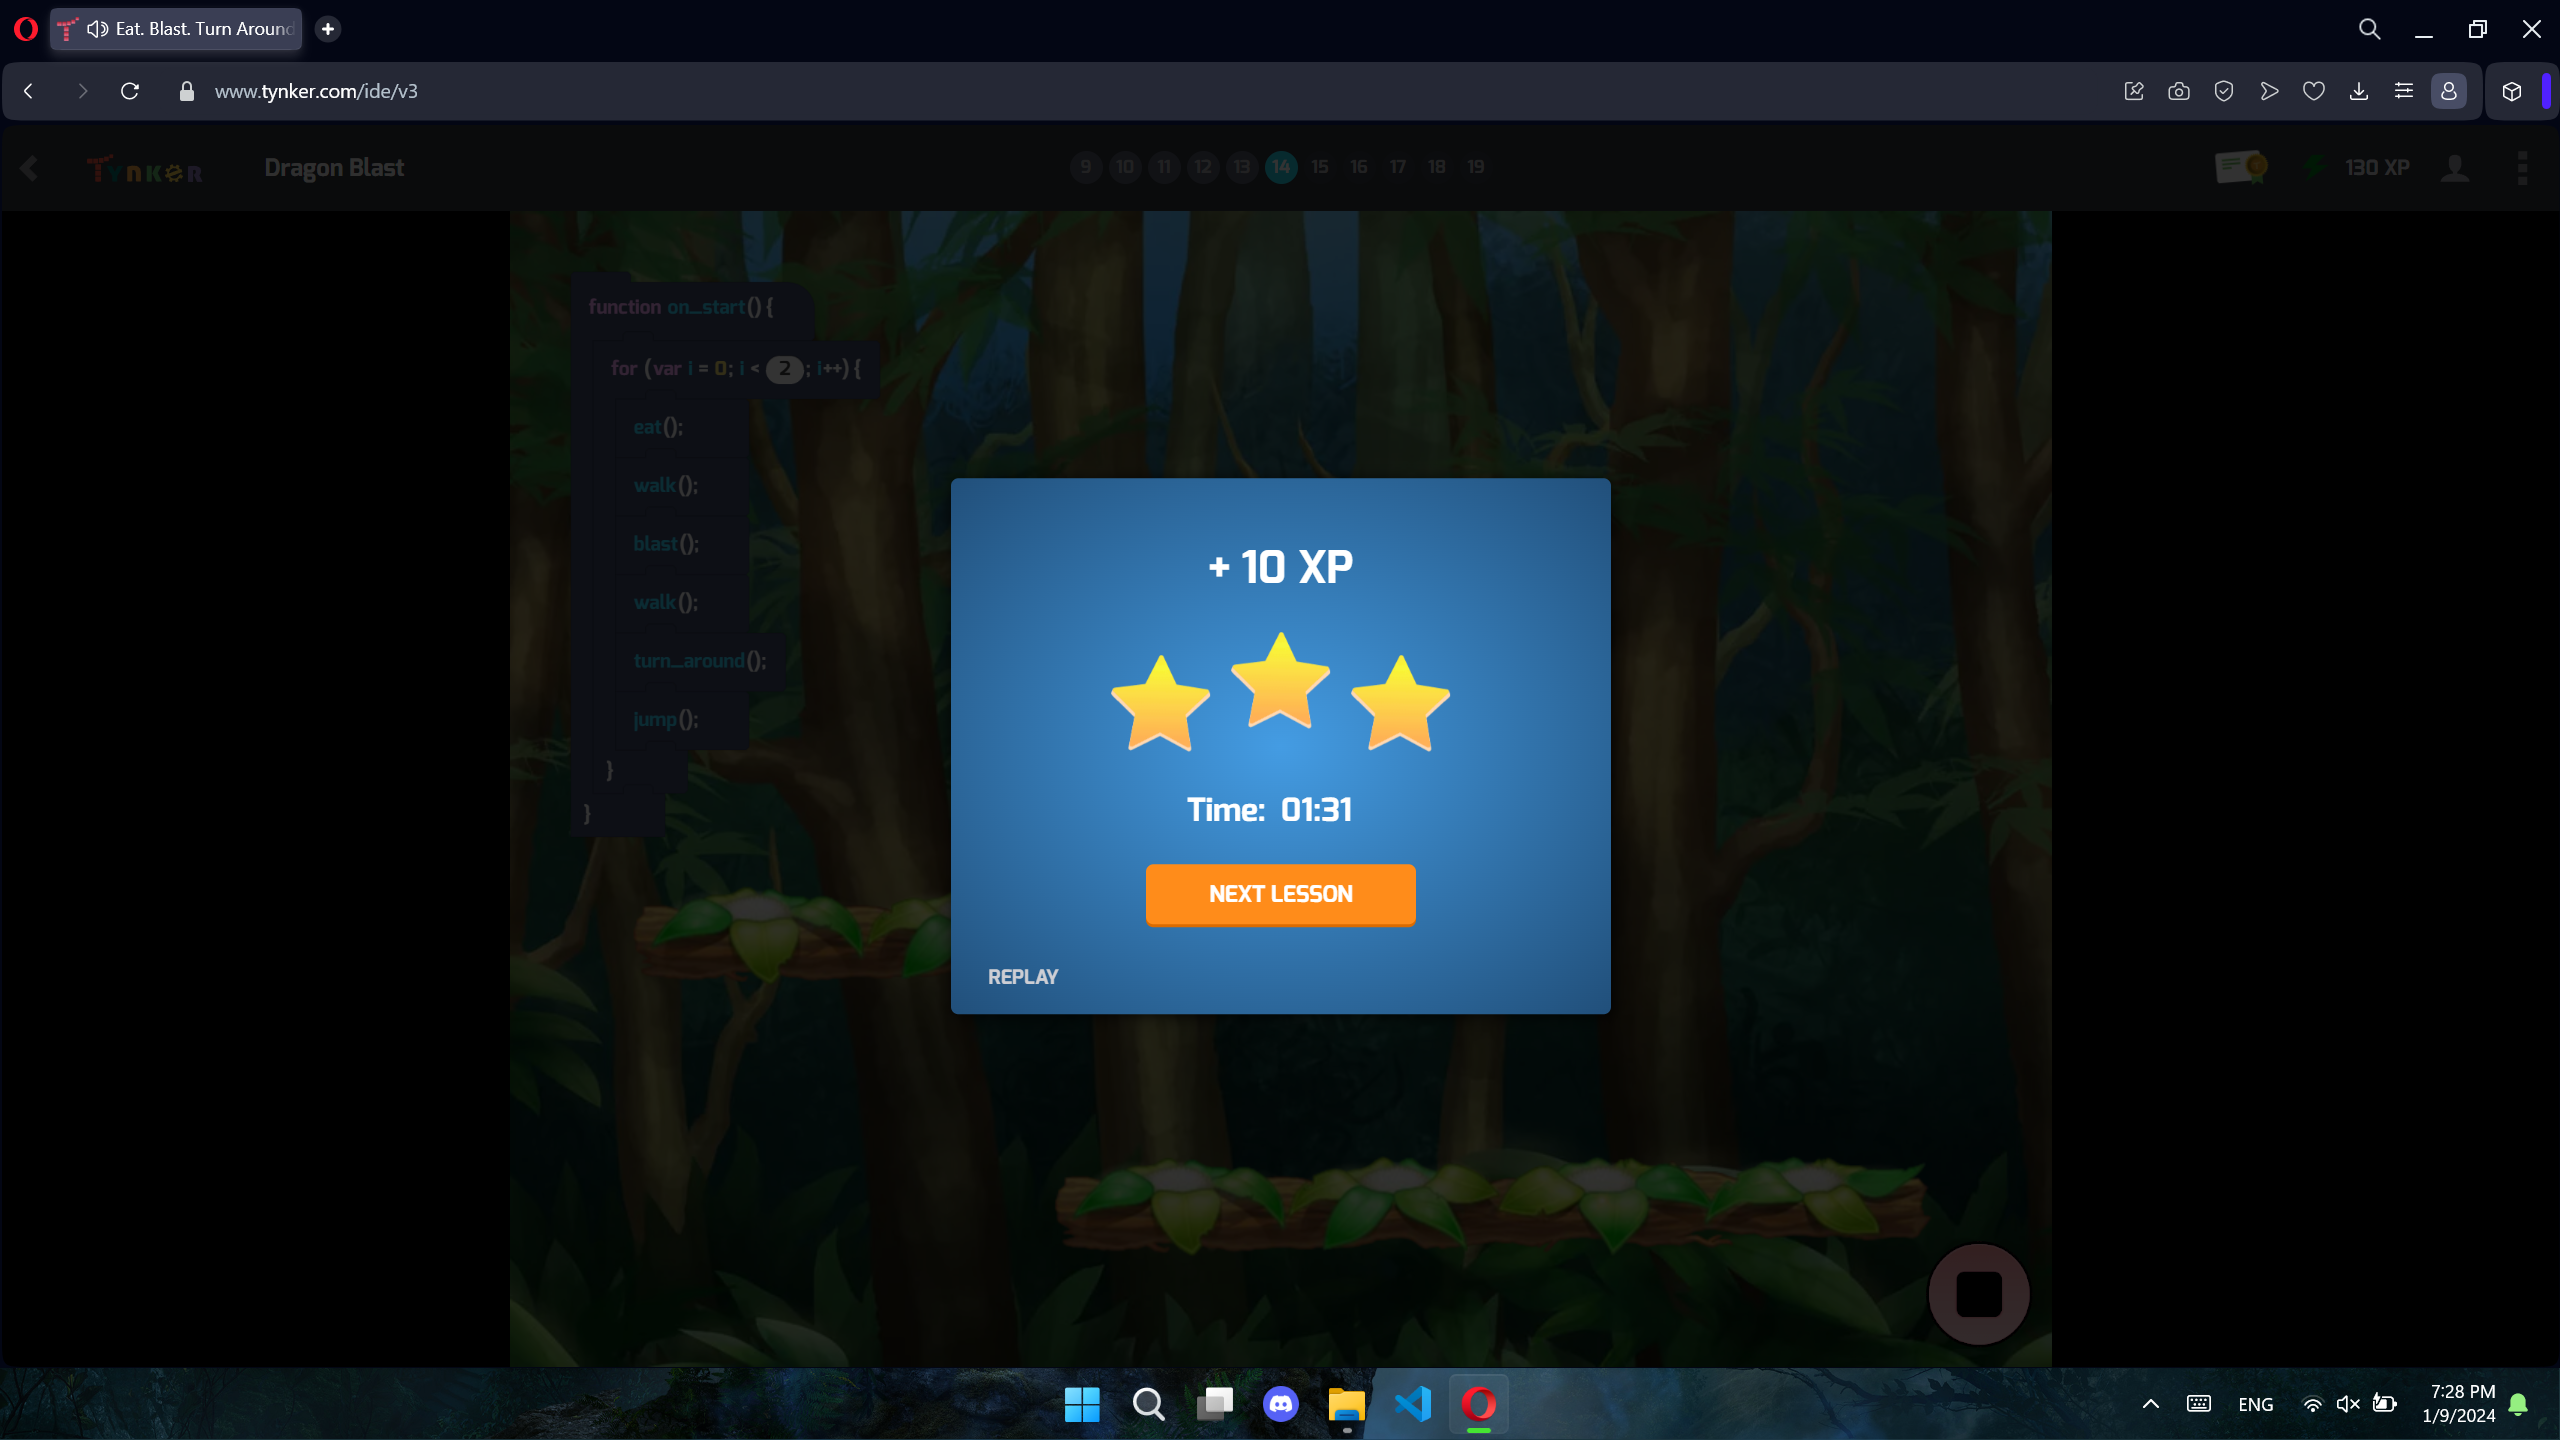 Eat. Blast. Turn Around
www.tynker.com/ide/v3
TYNKER
Dragon Blast
9 10 11 12 13 14 15 16 17 18 19
130 XP
function on_start() {
for (var i = 0; i < 2 ; i++) {
eat();
walk();
blast();
walk();
turn_around();
jump();
}
}
+ 10 XP
Time: 01:31
NEXT LESSON
REPLAY
ENG
7:28 PM
1/9/2024